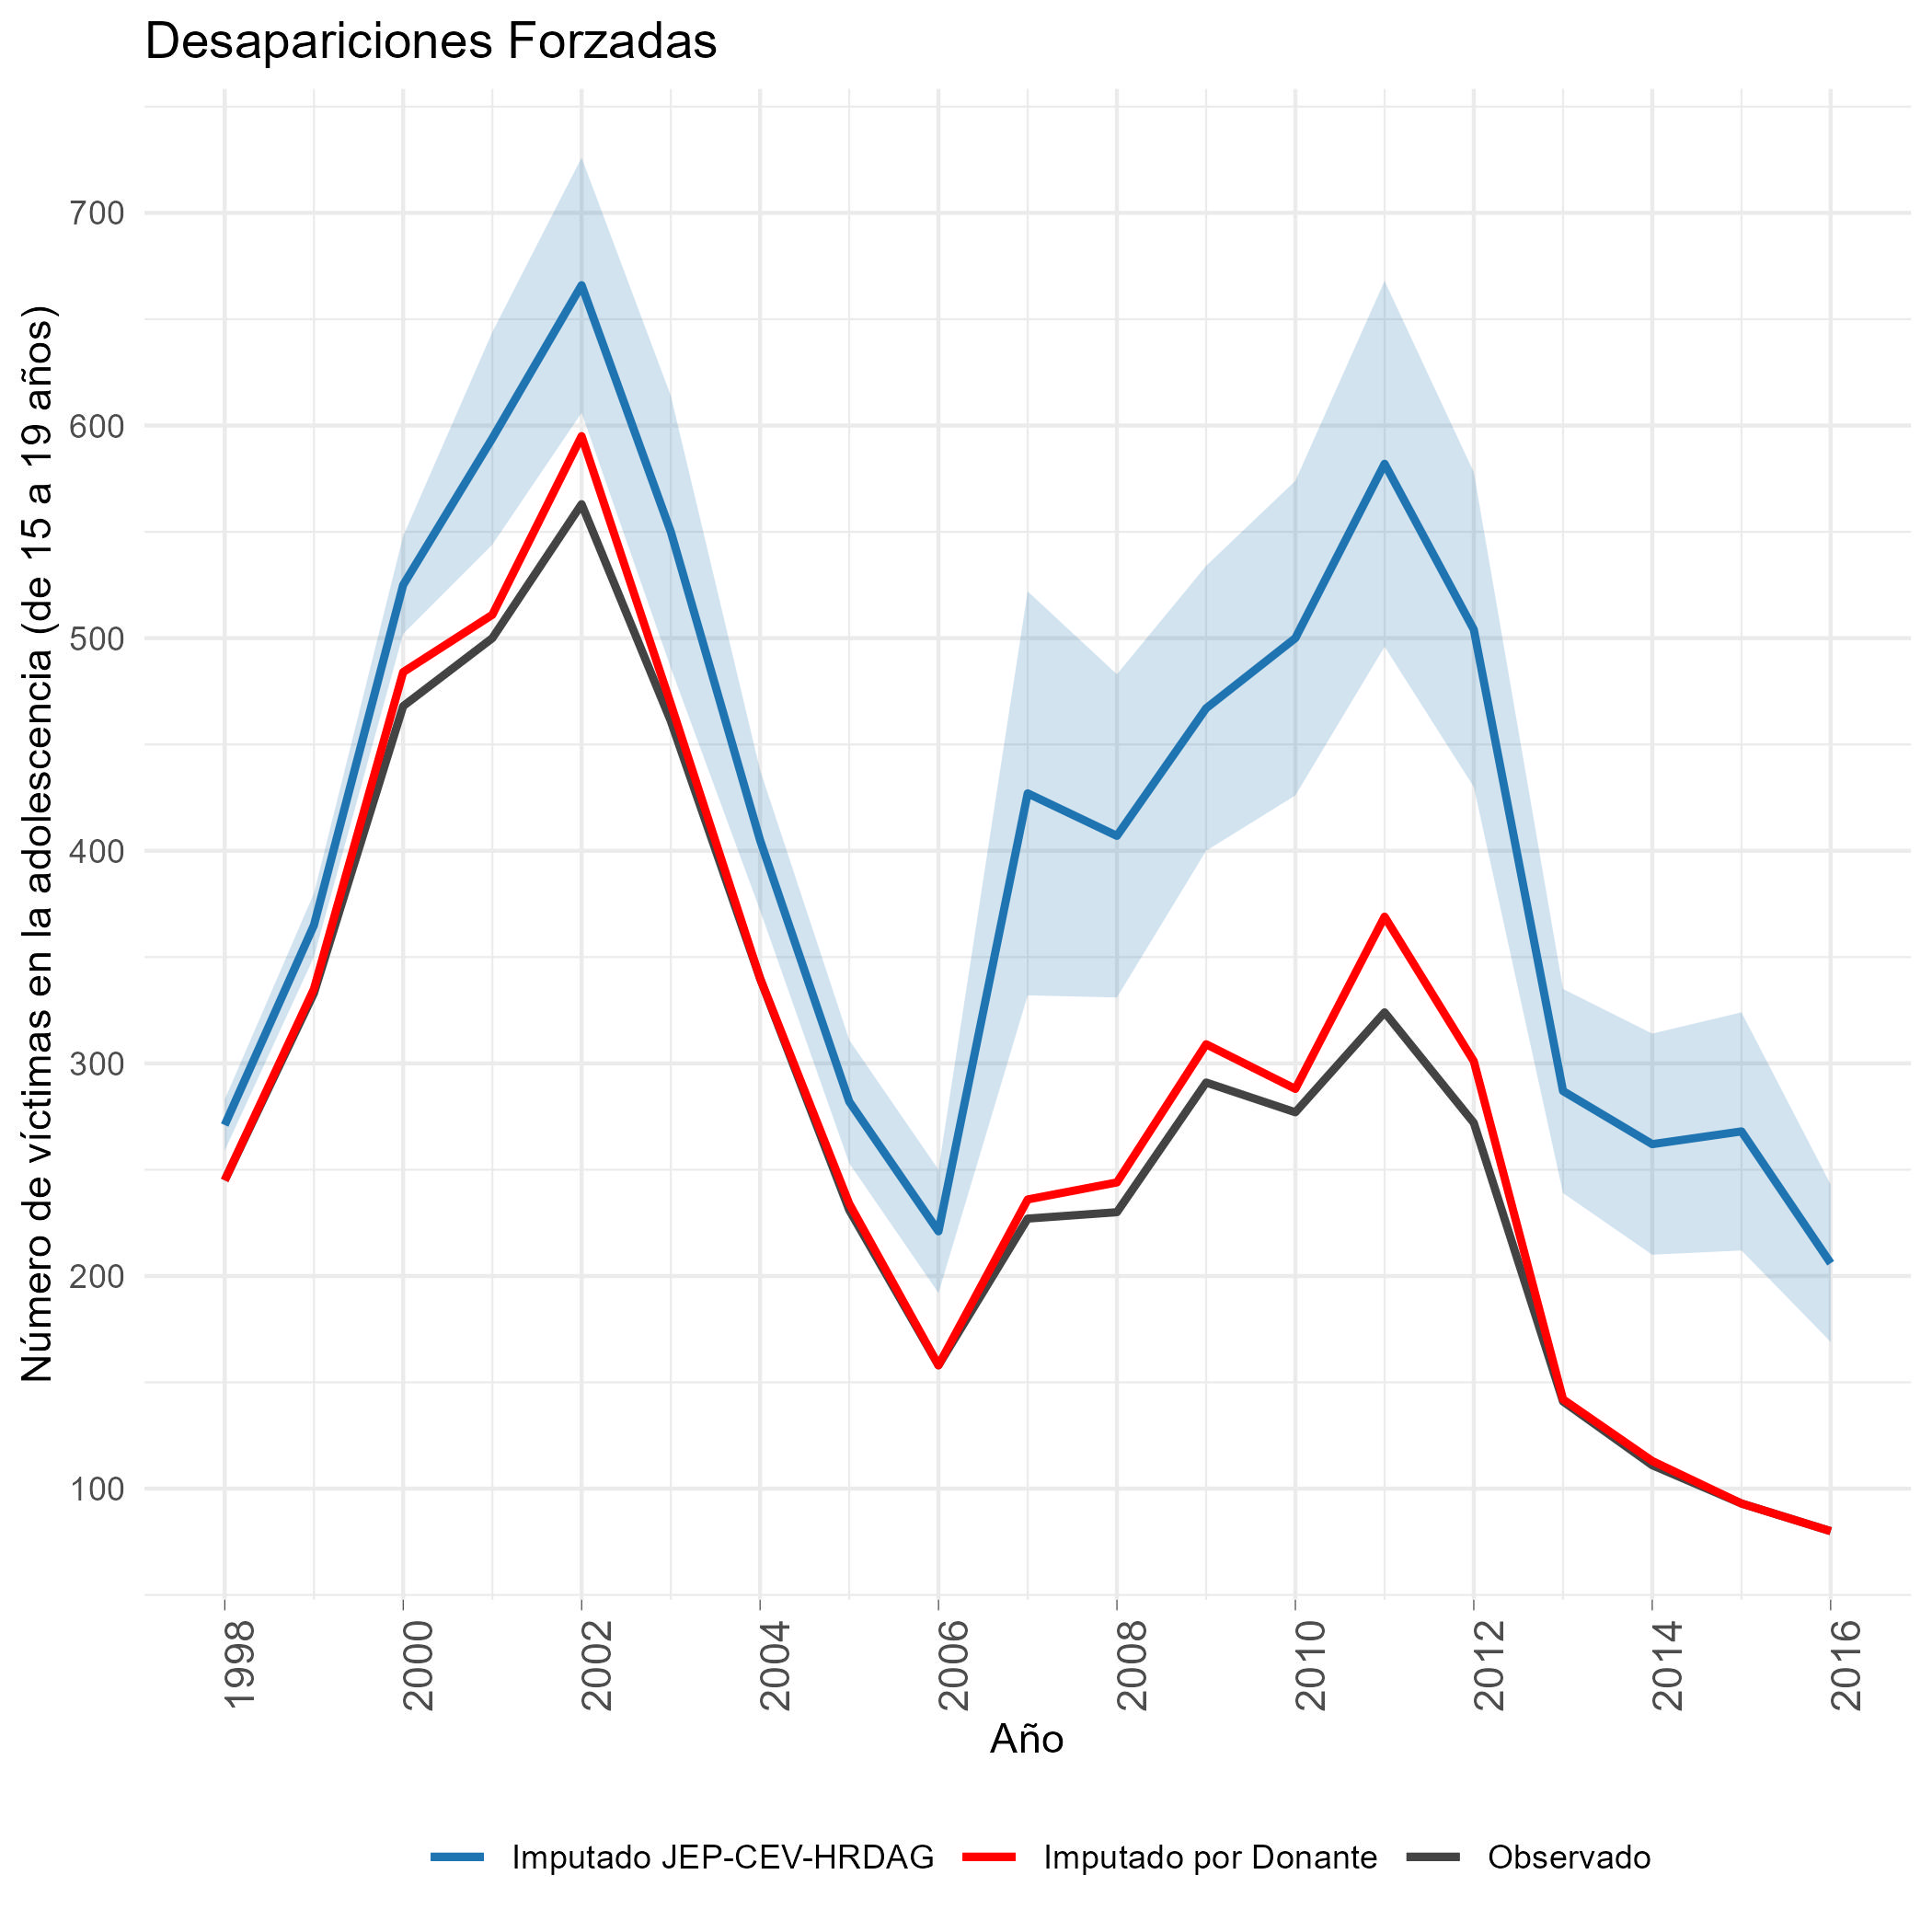 Desapariciones Forzadas
Número de víctimas en la adolescencia (de 15 a 19 años)
700
600
500
400
300
200
100
1998
2000
2002
2004
2006
2008
2010
2012
2014
2016
Año
Imputado JEP-CEV-HRDAG
Imputado por Donante
Observado